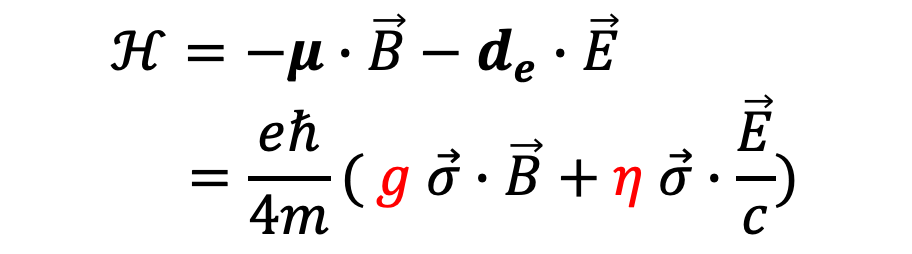 ℋ = −𝝁 · B⃗ − 𝒅ₑ · E⃗
= eℏ/4m ( g σ⃗ · B⃗ + η σ⃗ · E⃗/c )